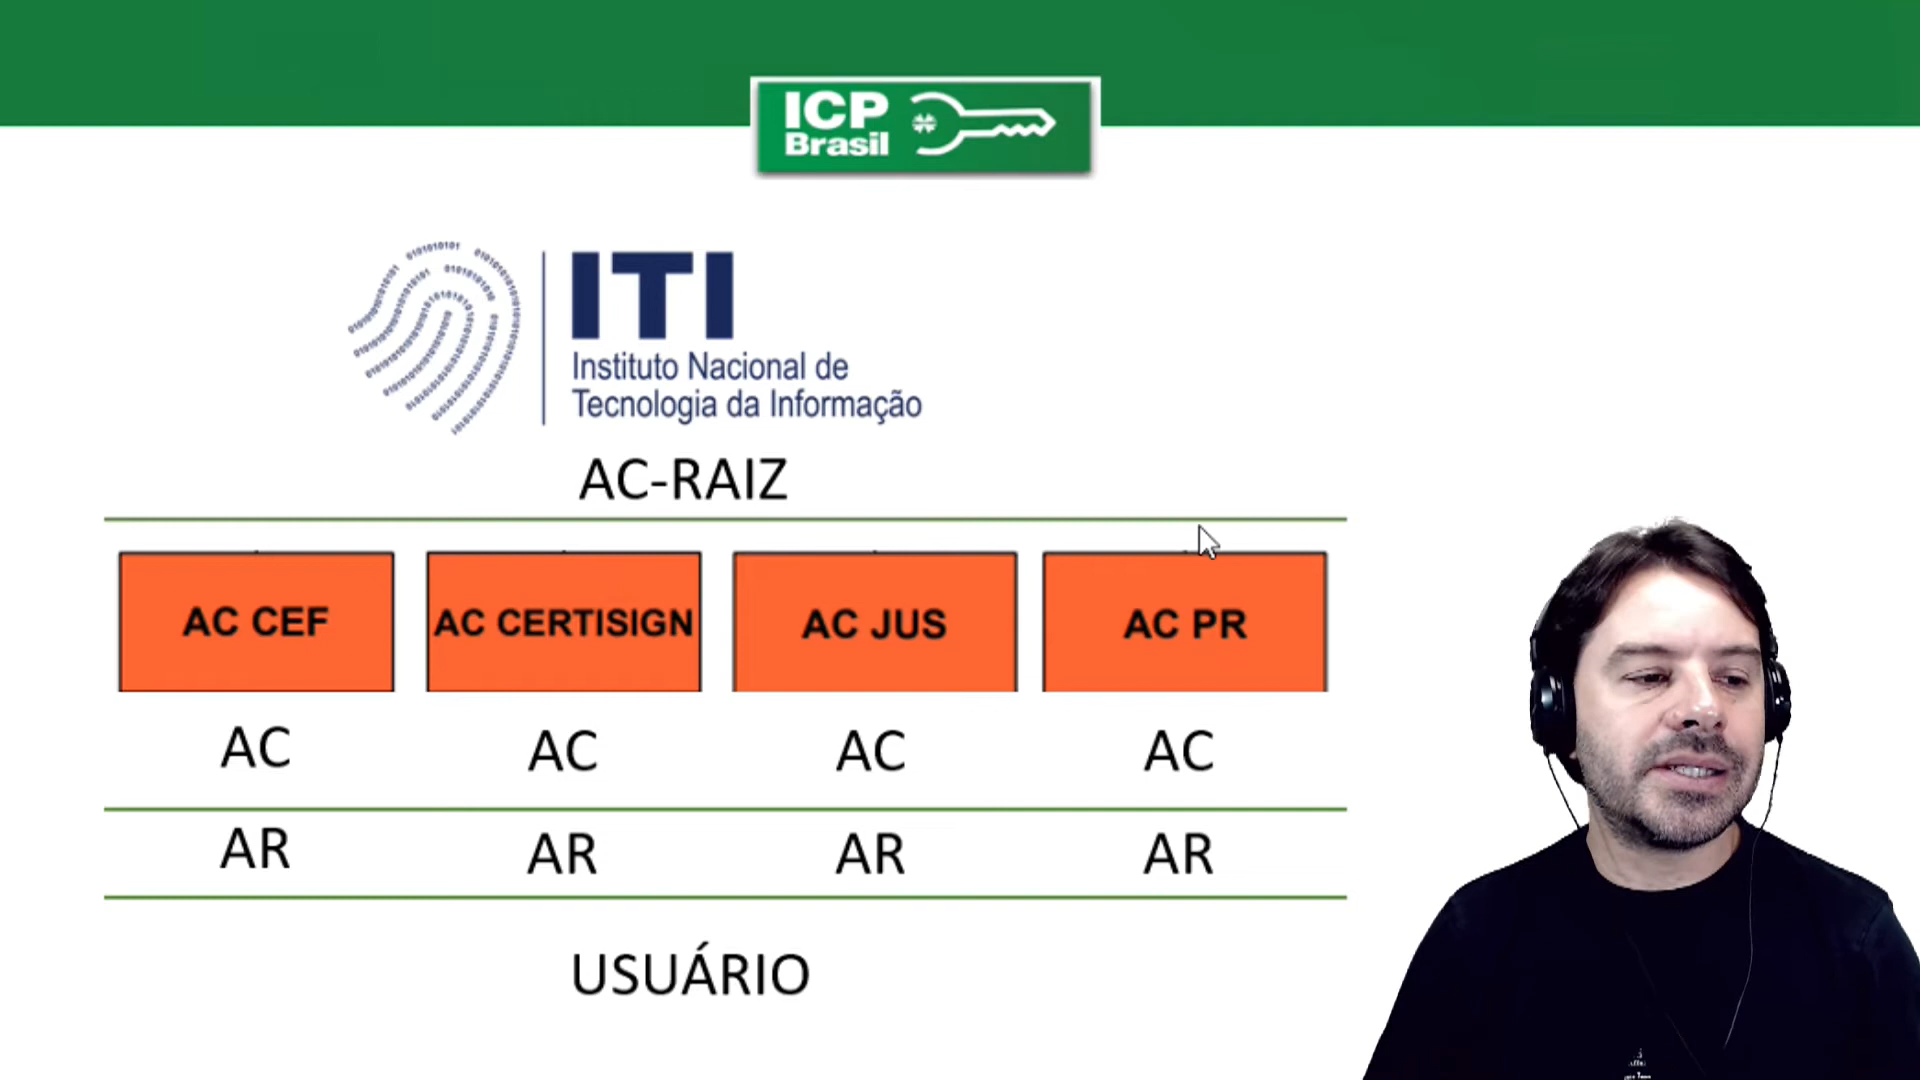 ICP
Brasil
ITI
Instituto Nacional de
Tecnologia da Informação
AC-RAIZ
AC CEF AC CERTISIGN AC JUS AC PR
AC AC AC AC
AR AR AR AR
USUÁRIO